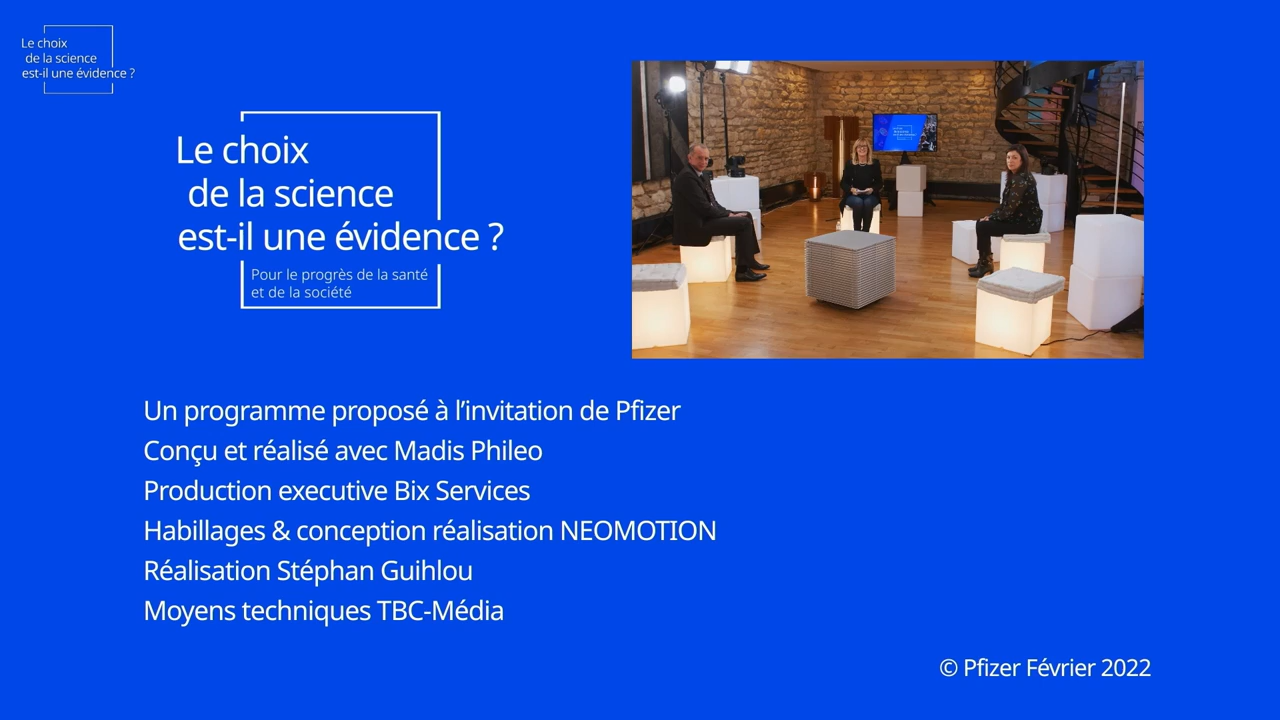 Le choix
de la science
est-il une évidence ?
Le choix
de la science
est-il une évidence ?
Pour le progrès de la santé
et de la société
Un programme proposé à l’invitation de Pfizer
Conçu et réalisé avec Madis Phileo
Production executive Bix Services
Habillages & conception réalisation NEOMOTION
Réalisation Stéphan Guihlou
Moyens techniques TBC-Média
© Pfizer Février 2022